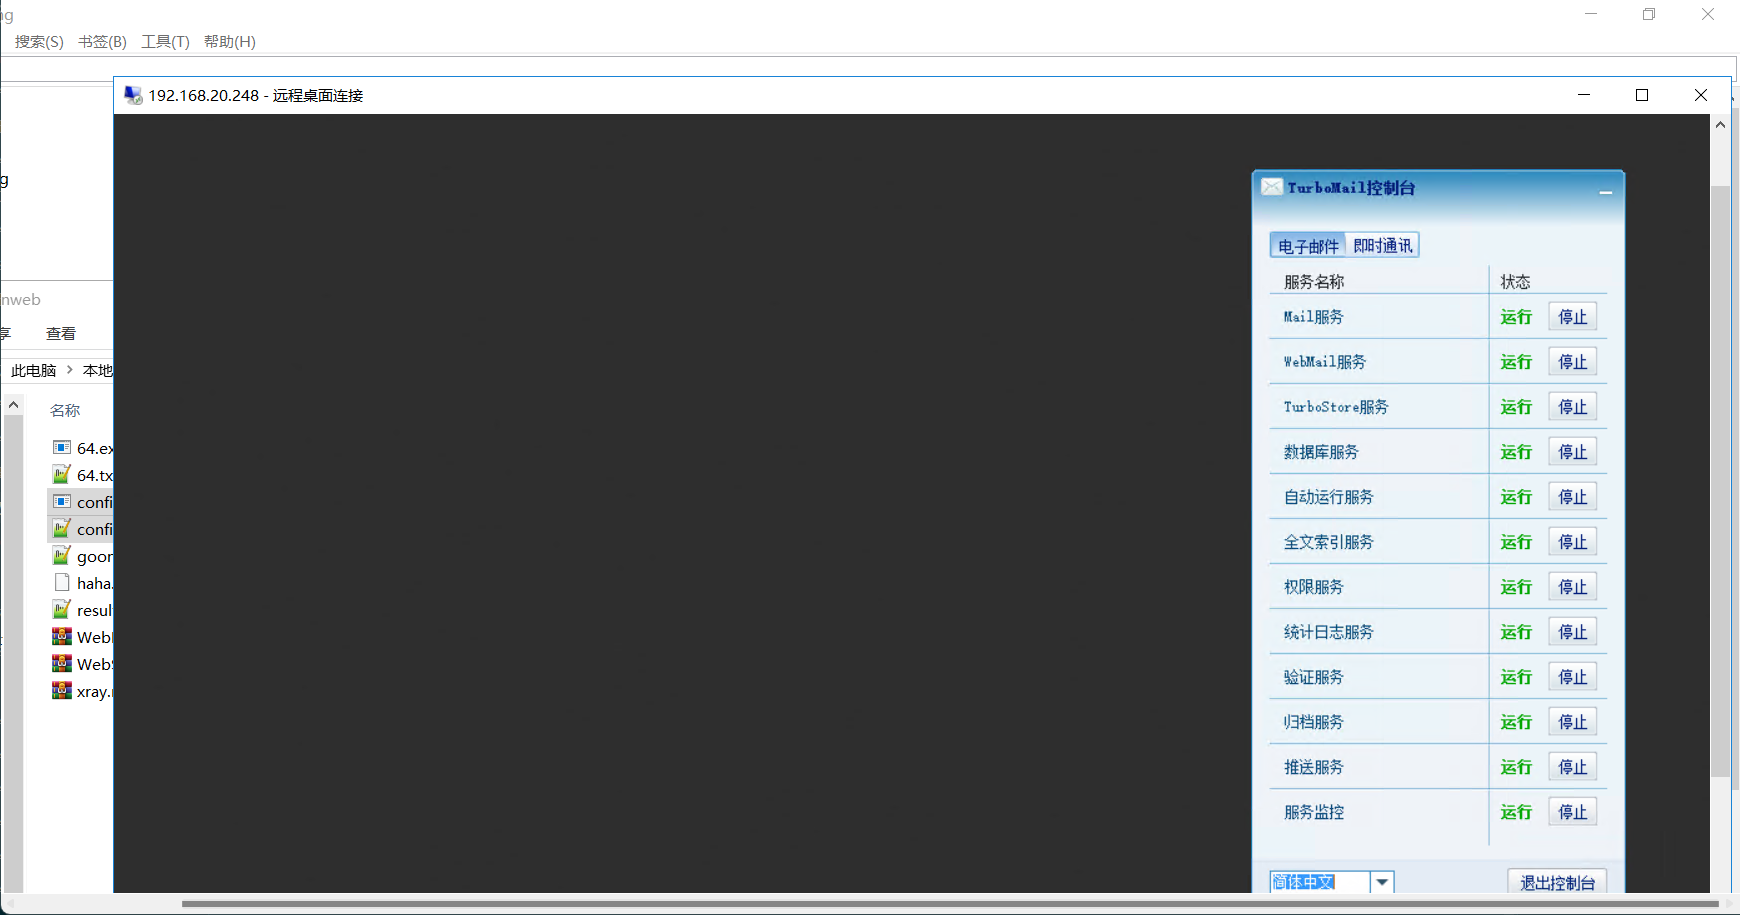 ng
搜索(S) 书签(B) 工具(T) 帮助(H)
192.168.20.248 - 远程桌面连接
g
TurboMail控制台
电子邮件 即时通讯
服务名称 状态
nweb
Mail服务 运行 停止
享 查看
WebMail服务 运行 停止
此电脑 > 本地
TurboStore服务 运行 停止
名称
64.ex
数据库服务 运行 停止
64.tx
自动运行服务 运行 停止
confi
confi
全文索引服务 运行 停止
goor
haha.
权限服务 运行 停止
resul
统计日志服务 运行 停止
Web
WebS
验证服务 运行 停止
xray.
归档服务 运行 停止
推送服务 运行 停止
服务监控 运行 停止
简体中文 退出控制台